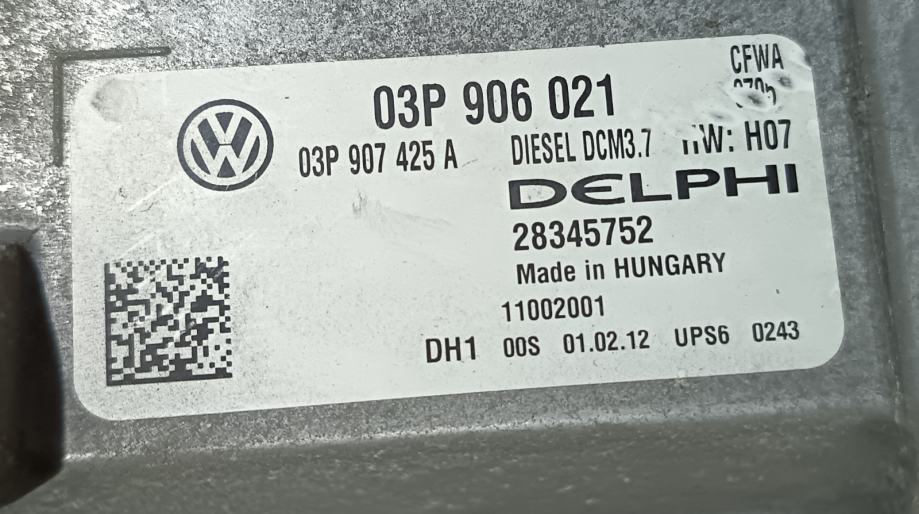 CFWA
03P 906 021
03P 907 425 A DIESEL DCM3.7 HW: H07
DELPHI
28345752
Made in HUNGARY
11002001
DH1 00S 01.02.12 UPS6 0243